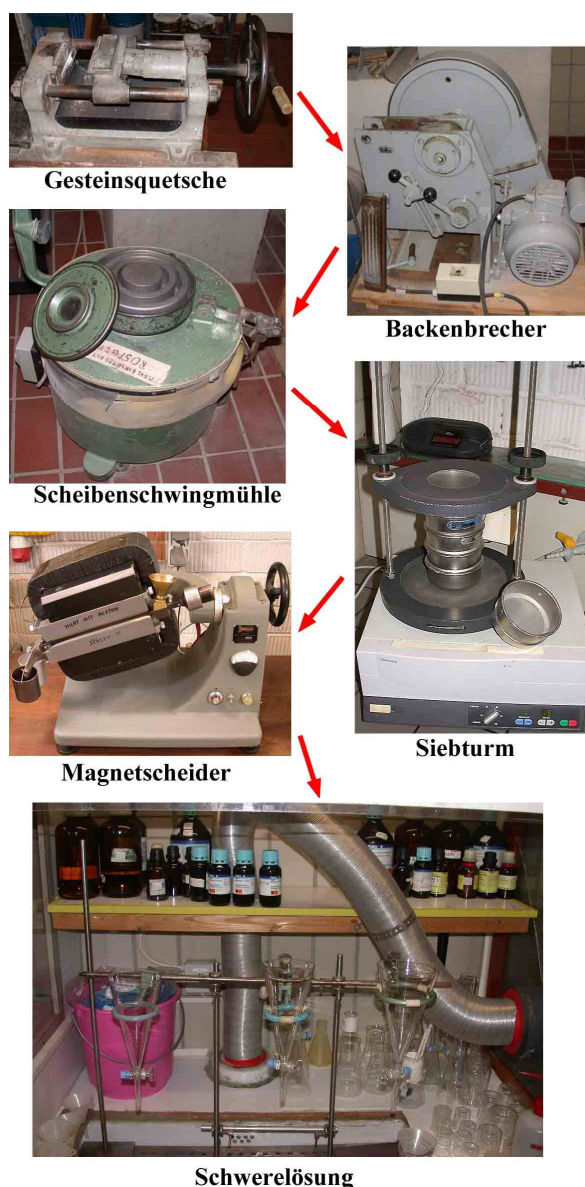 Gesteinsquetsche
Backenbrecher
Scheibenschwingmühle
Siebturm
Magnetscheider
Schwerelösung